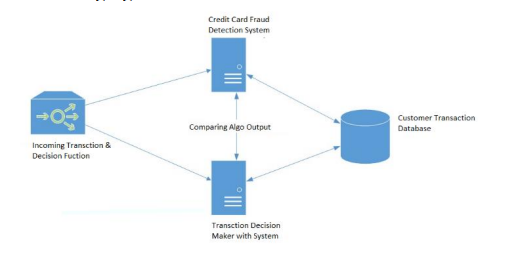 Credit Card Fraud
Detection System
Comparing Algo Output
Customer Transaction
Database
Incoming Transction &
Decision Fuction
Transction Decision
Maker with System